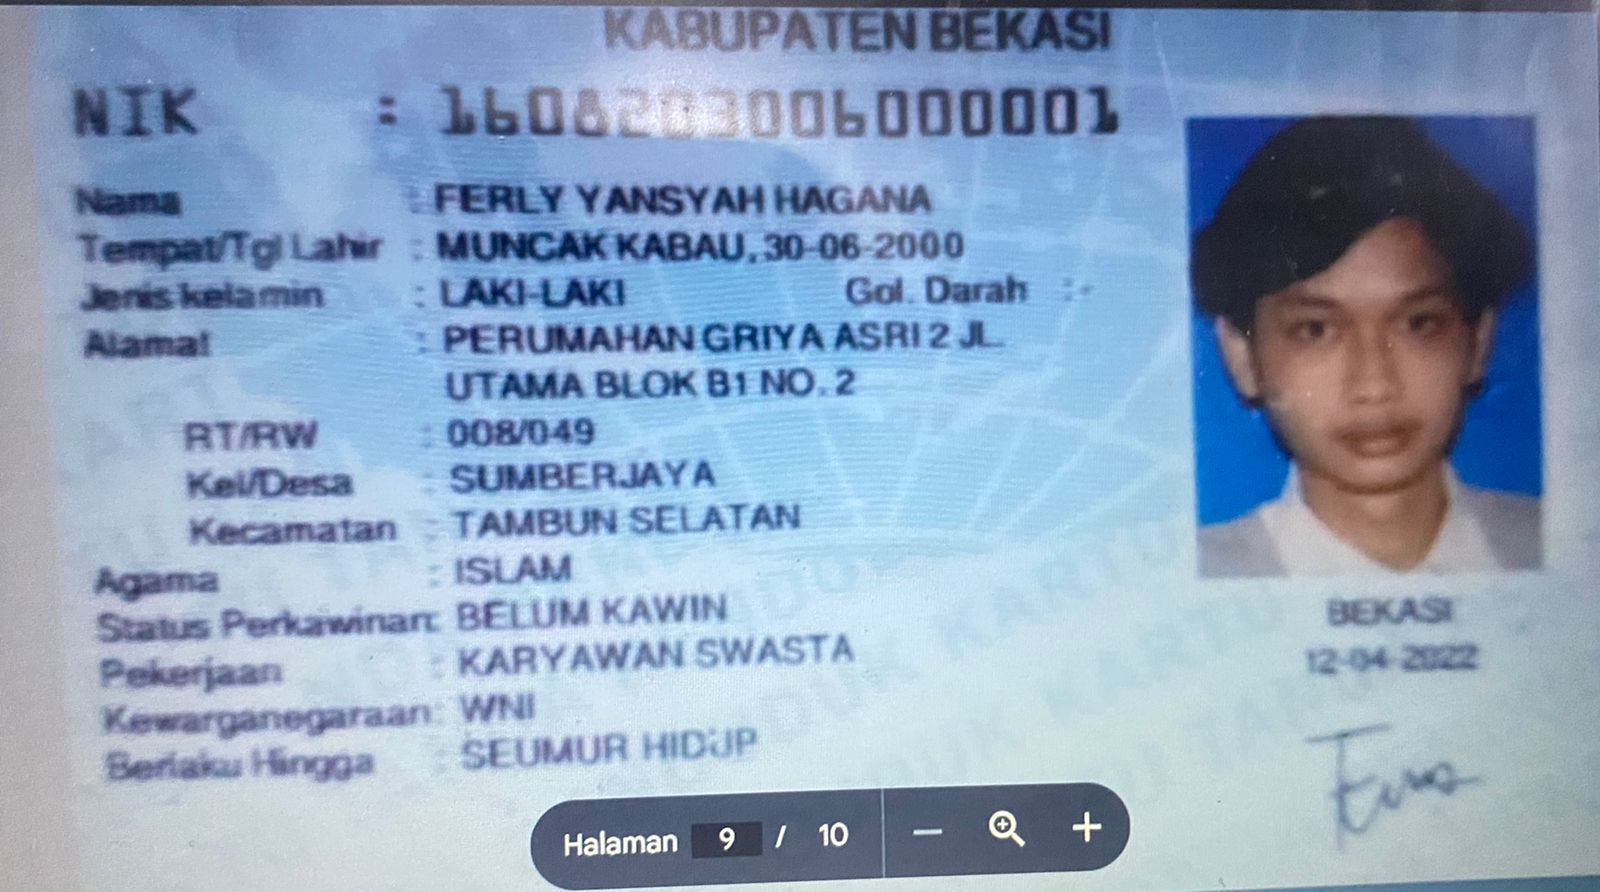 KABUPATEN BEKASI
NIK : 1608203006000001
Nama : FERLY YANSYAH HAGANA
Tempat/Tgl Lahir : MUNCAK KABAU, 30-06-2000
Jenis kelamin : LAKI-LAKI Gol. Darah : -
Alamat : PERUMAHAN GRIYA ASRI 2 JL.
UTAMA BLOK B1 NO. 2
RT/RW : 008/049
Kel/Desa : SUMBERJAYA
Kecamatan : TAMBUN SELATAN
Agama : ISLAM
Status Perkawinan: BELUM KAWIN
Pekerjaan : KARYAWAN SWASTA
Kewarganegaraan: WNI
Berlaku Hingga : SEUMUR HIDUP
BEKASI
12-04-2022
Halaman 9 / 10